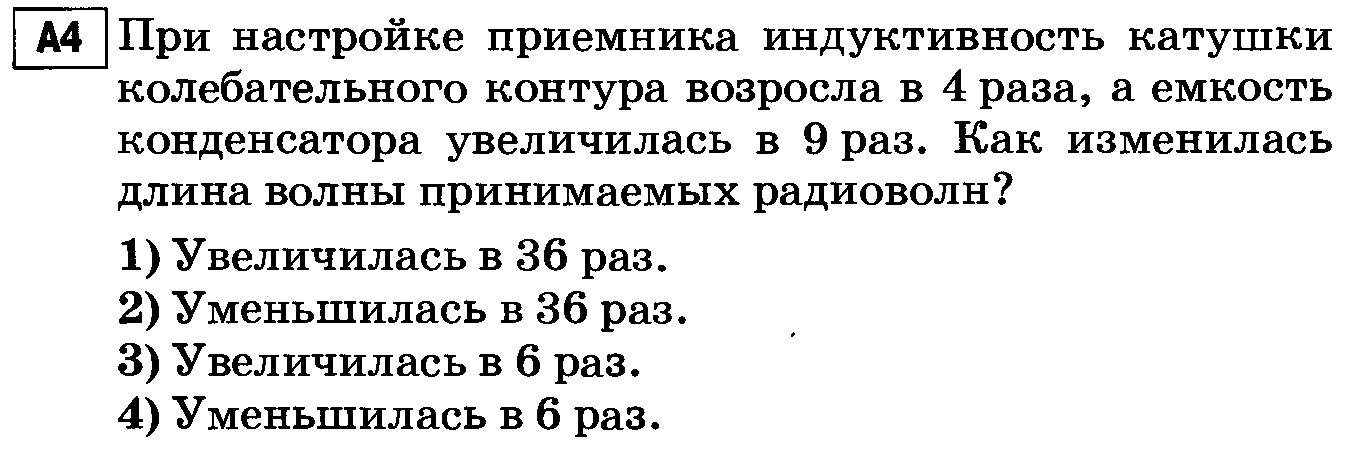 А4 При настройке приемника индуктивность катушки
колебательного контура возросла в 4 раза, а емкость
конденсатора увеличилась в 9 раз. Как изменилась
длина волны принимаемых радиоволн?
1) Увеличилась в 36 раз.
2) Уменьшилась в 36 раз.
3) Увеличилась в 6 раз.
4) Уменьшилась в 6 раз.